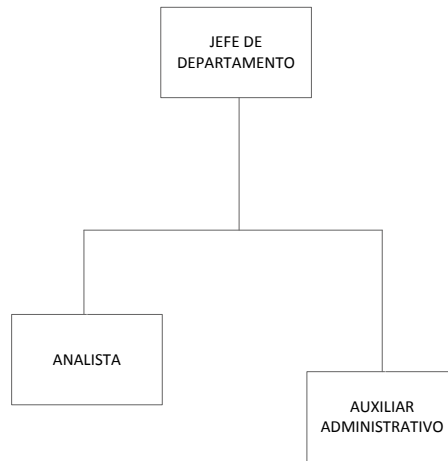 JEFE DE
DEPARTAMENTO
ANALISTA
AUXILIAR
ADMINISTRATIVO